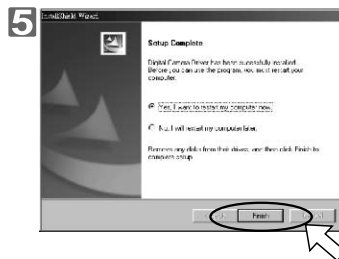 5
InstallShield Wizard
Setup Complete
Digital Camera Driver has been successfully installed.
Before you can use the program, you must restart your
computer.
Yes, I want to restart my computer now.
No, I will restart my computer later.
Remove any disks from their drives, and then click Finish to
complete setup.
Finish